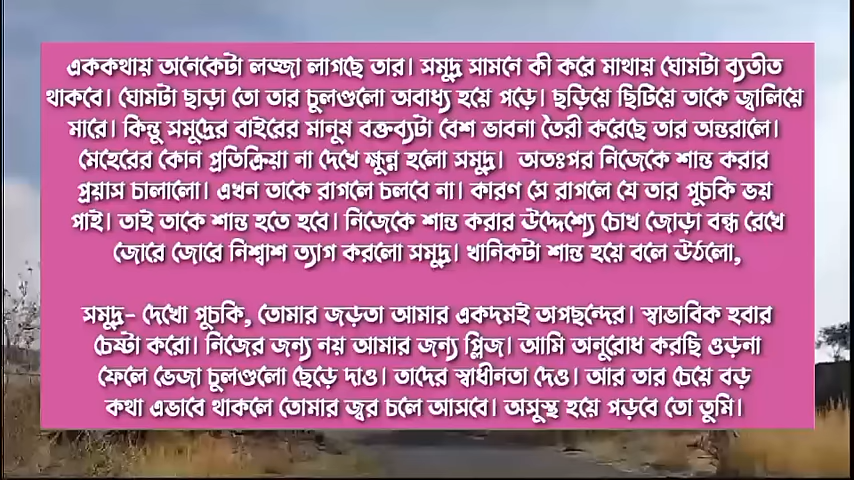 এককথায় অনেকেটা লজ্জা লাগছে তার। সমুদ্র সামনে কী করে মাথায় ঘোমটা ব্যতীত
থাকবে। ঘোমটা ছাড়া তো তার চুলগুলো অবাধ্য হয়ে পড়ে। ছড়িয়ে ছিটিয়ে তাকে জ্বালিয়ে
মারে। কিন্তু সমুদ্রের বাইরের মানুষ বক্তব্যটা বেশ ভাবনা তৈরী করেছে তার অন্তরালে।
মেহেরের কোন প্রতিক্রিয়া না দেখে ক্ষুন্ন হলো সমুদ্র। অতঃপর নিজেকে শান্ত করার
প্রয়াস চালালো। এখন তাকে রাগলে চলবে না। কারণ সে রাগলে যে তার পুচকি ভয়
পাই। তাই তাকে শান্ত হতে হবে। নিজেকে শান্ত করার উদ্দেশ্যে চোখ জোড়া বন্ধ রেখে
জোরে জোরে নিশ্বাশ ত্যাগ করলো সমুদ্র। খানিকটা শান্ত হয়ে বলে উঠলো,
সমুদ্র- দেখো পুচকি, তোমার জড়তা আমার একদমই অপছন্দের। স্বাভাবিক হবার
চেষ্টা করো। নিজের জন্য নয় আমার জন্য প্লিজ। আমি অনুরোধ করছি ওড়না
ফেলে ভেজা চুলগুলো ছেড়ে দাও। তাদের স্বাধীনতা দেও। আর তার চেয়ে বড়
কথা এভাবে থাকলে তোমার জ্বর চলে আসবে। অসুস্থ হয়ে পড়বে তো তুমি।